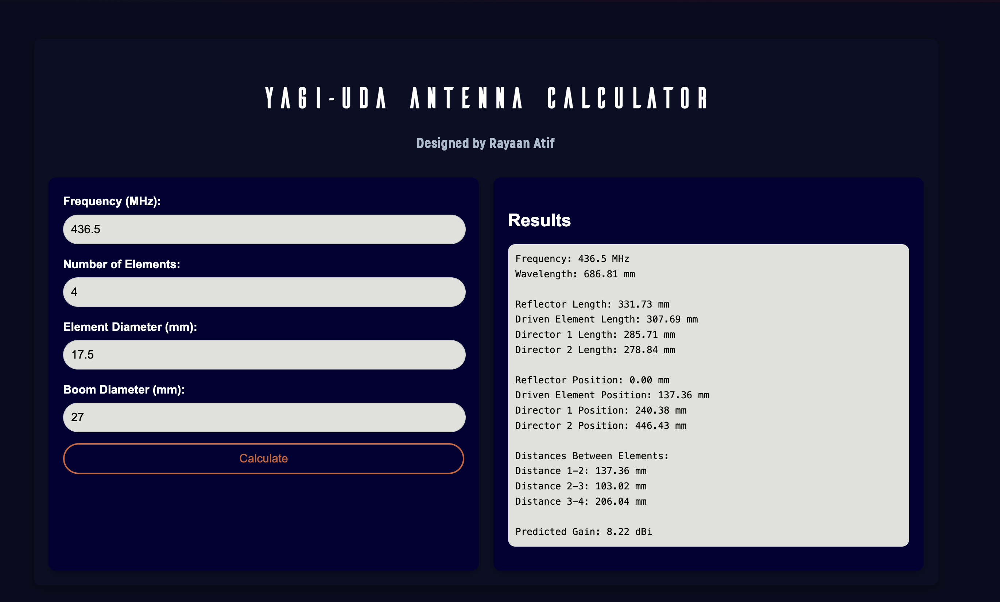 YAGI-UDA ANTENNA CALCULATOR
Designed by Rayaan Atif
Frequency (MHz):
436.5
Number of Elements:
4
Element Diameter (mm):
17.5
Boom Diameter (mm):
27
Calculate
Results
Frequency: 436.5 MHz
Wavelength: 686.81 mm
Reflector Length: 331.73 mm
Driven Element Length: 307.69 mm
Director 1 Length: 285.71 mm
Director 2 Length: 278.84 mm
Reflector Position: 0.00 mm
Driven Element Position: 137.36 mm
Director 1 Position: 240.38 mm
Director 2 Position: 446.43 mm
Distances Between Elements:
Distance 1-2: 137.36 mm
Distance 2-3: 103.02 mm
Distance 3-4: 206.04 mm
Predicted Gain: 8.22 dBi